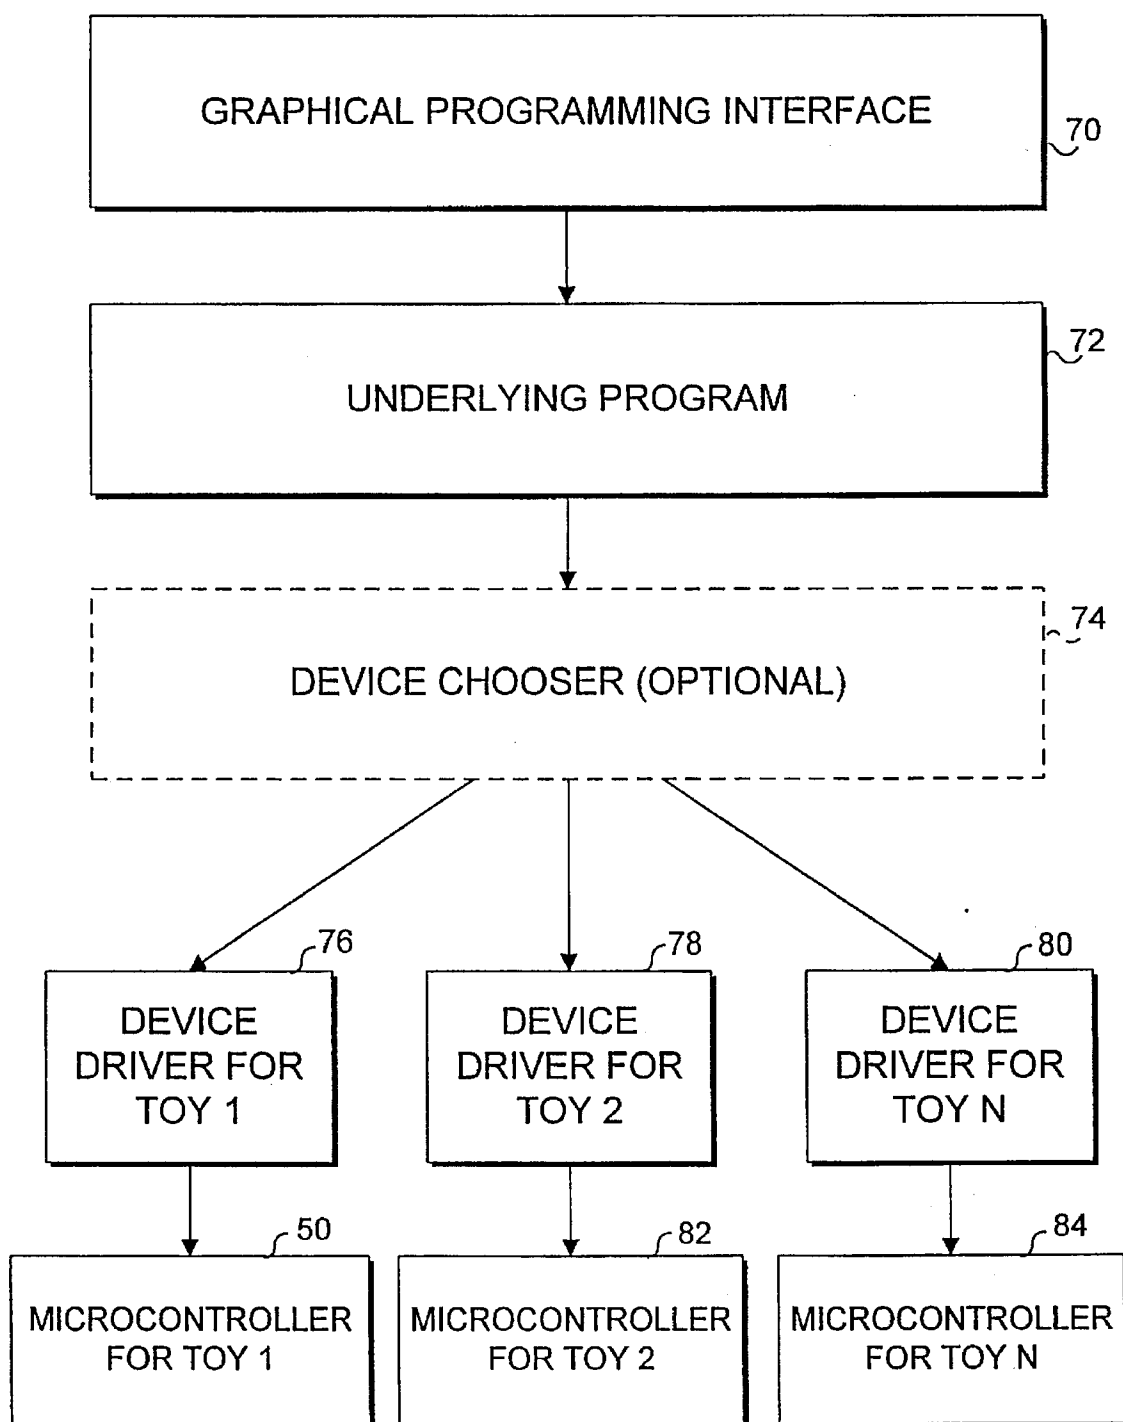 GRAPHICAL PROGRAMMING INTERFACE
70
UNDERLYING PROGRAM
72
DEVICE CHOOSER (OPTIONAL)
74
76
DEVICE
DRIVER FOR
TOY 1
78
DEVICE
DRIVER FOR
TOY 2
80
DEVICE
DRIVER FOR
TOY N
50
MICROCONTROLLER
FOR TOY 1
82
MICROCONTROLLER
FOR TOY 2
84
MICROCONTROLLER
FOR TOY N